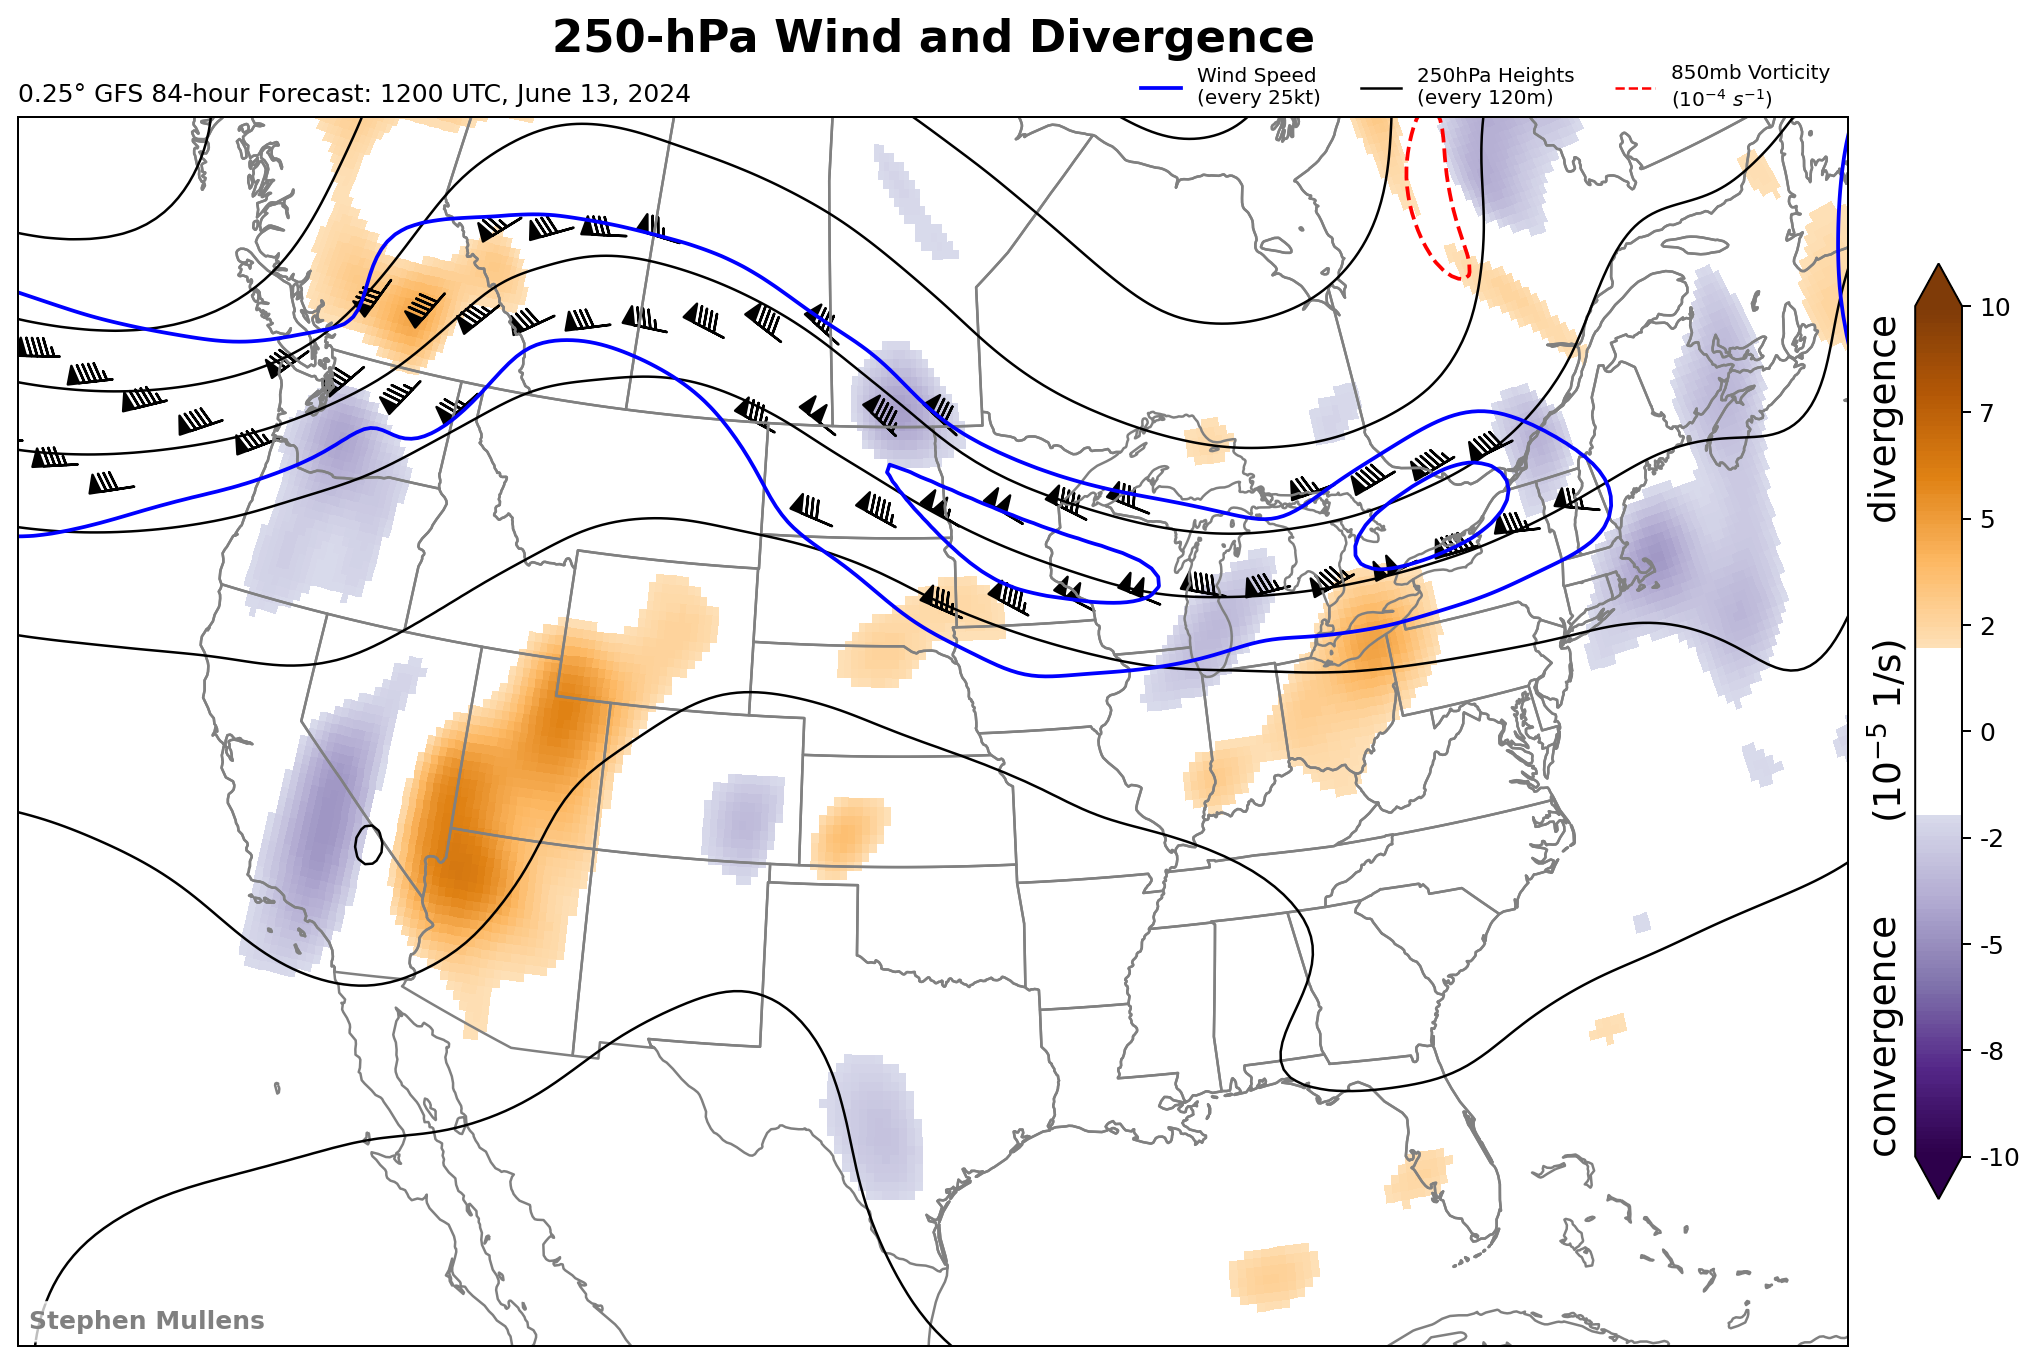 250-hPa Wind and Divergence
0.25° GFS 84-hour Forecast: 1200 UTC, June 13, 2024
Wind Speed
(every 25kt)
250hPa Heights
(every 120m)
850mb Vorticity
(10⁻⁴ s⁻¹)
10
7
5
2
0
-2
-5
-8
-10
convergence (10⁻⁵ 1/s) divergence
Stephen Mullens